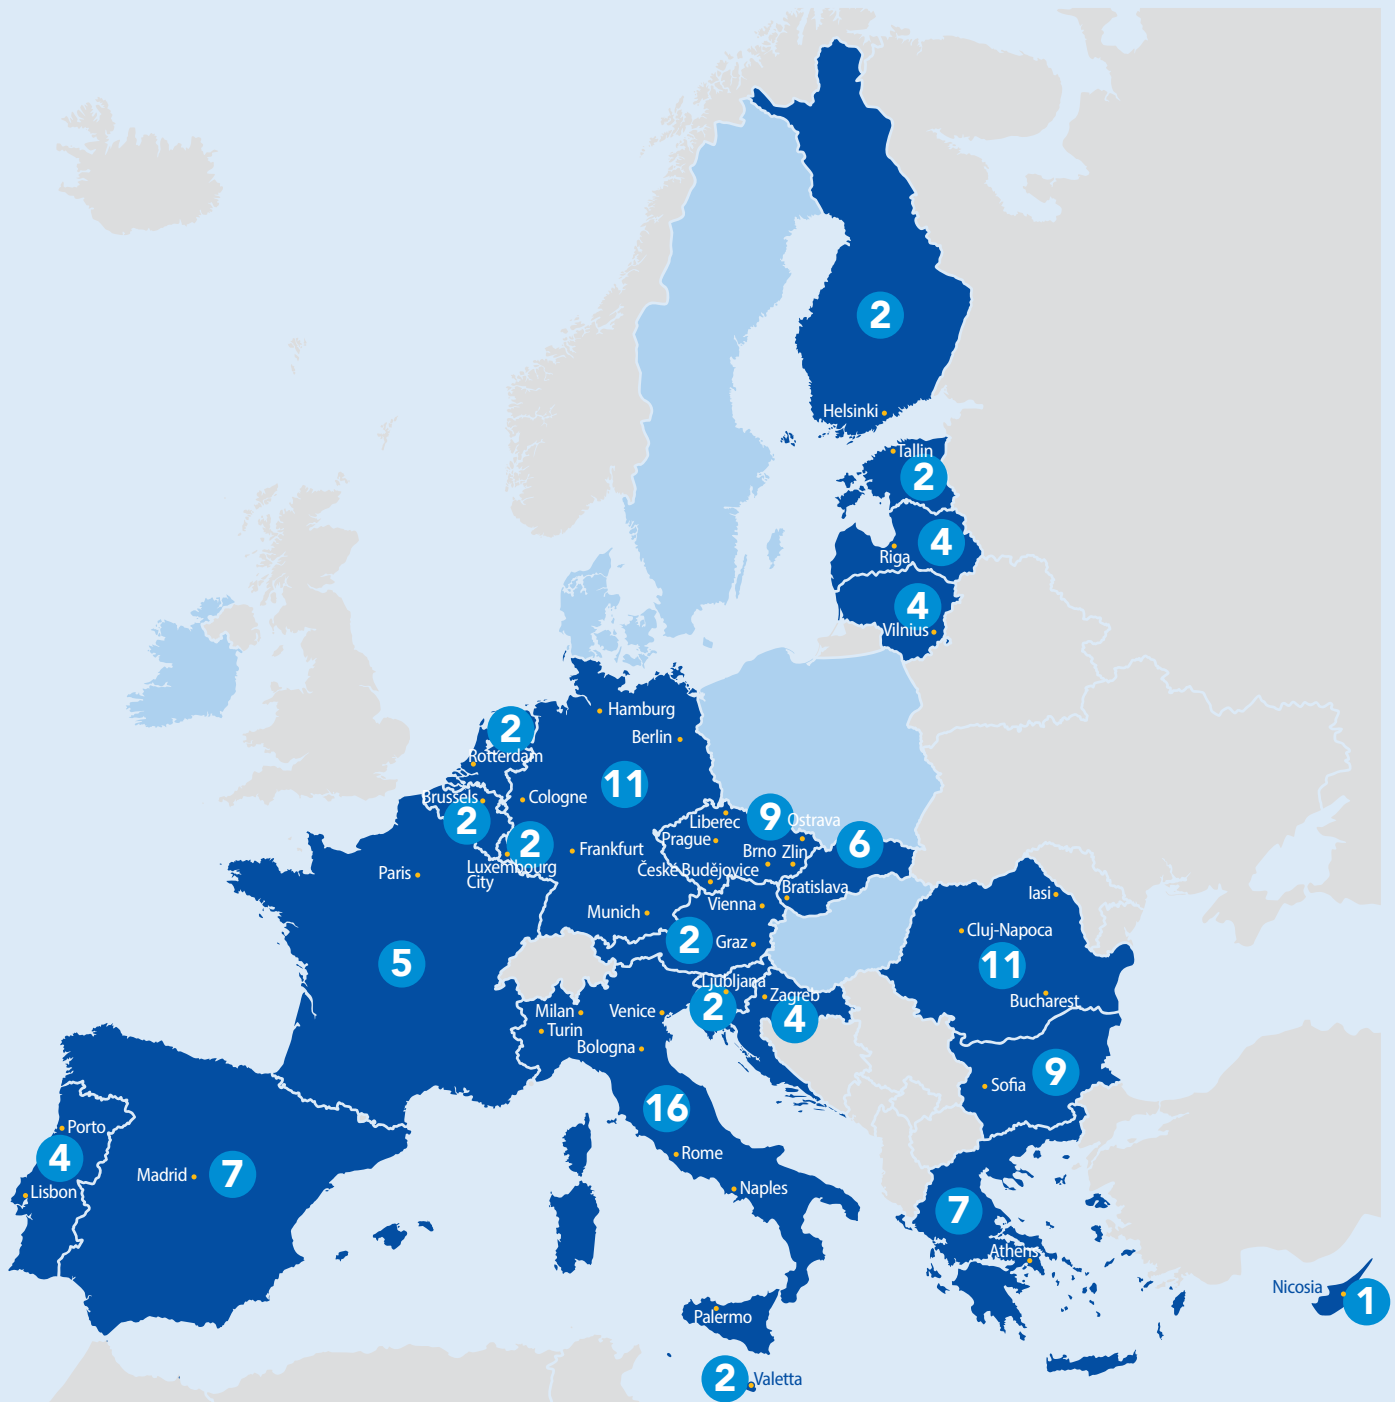 2
Helsinki
Tallin
2
4
Riga
4
Vilnius
Hamburg
2
Berlin
Rotterdam
11
Brussels
Cologne
2
9
Ostrava
Liberec
Prague
2
6
Frankfurt
Brno
Zlin
Luxembourg
City
České Budějovice
Paris
Bratislava
Iasi
Vienna
Munich
Cluj-Napoca
2
Graz
5
11
Ljubljana
Zagreb
Bucharest
2
4
Milan
Venice
Turin
Bologna
9
Sofia
16
Porto
4
Rome
Madrid
7
Lisbon
Naples
7
Athens
Nicosia
1
Palermo
2
Valetta